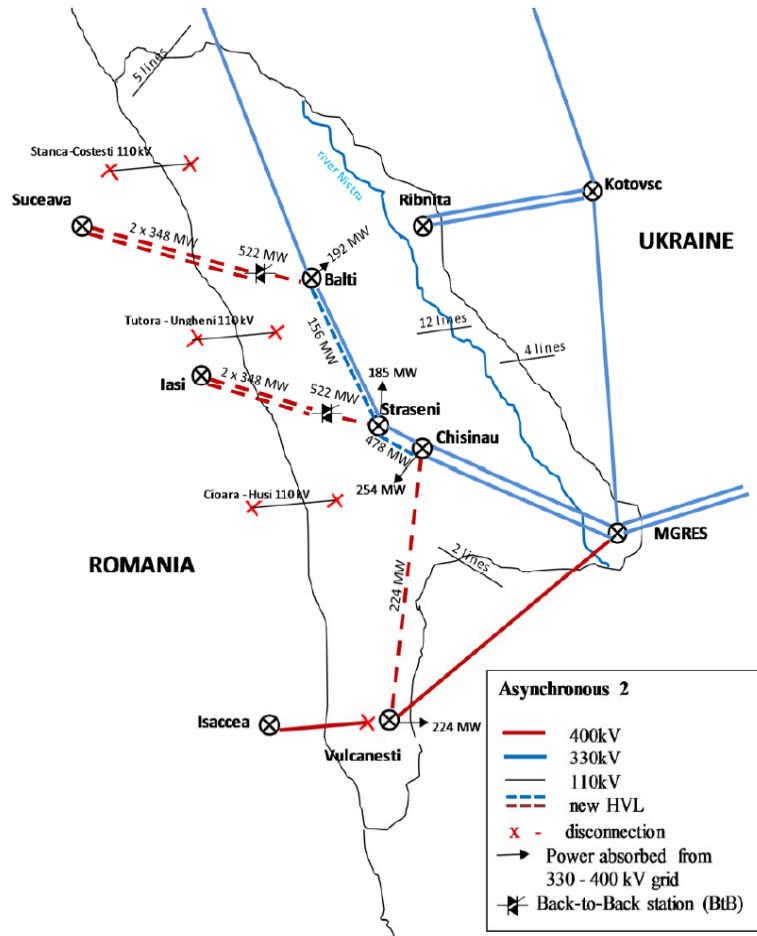 5 lines
Stanca-Costesti 110 kV
river Nistru
Kotovsc
Suceava
Ribnita
UKRAINE
2 x 348 MW
522 MW
192 MW
Balti
Tutora - Ungheni 110 kV
156 MW
12 lines
4 lines
Iasi
2 x 348 MW
522 MW
185 MW
Straseni
478 MW
Chisinau
254 MW
Cioara - Husi 110 kV
MGRES
ROMANIA
2 lines
224 MW
Isaccea
Vulcanesti
224 MW
Asynchronous 2
400kV
330kV
110kV
new HVL
x - disconnection
Power absorbed from
330 - 400 kV grid
Back-to-Back station (BtB)